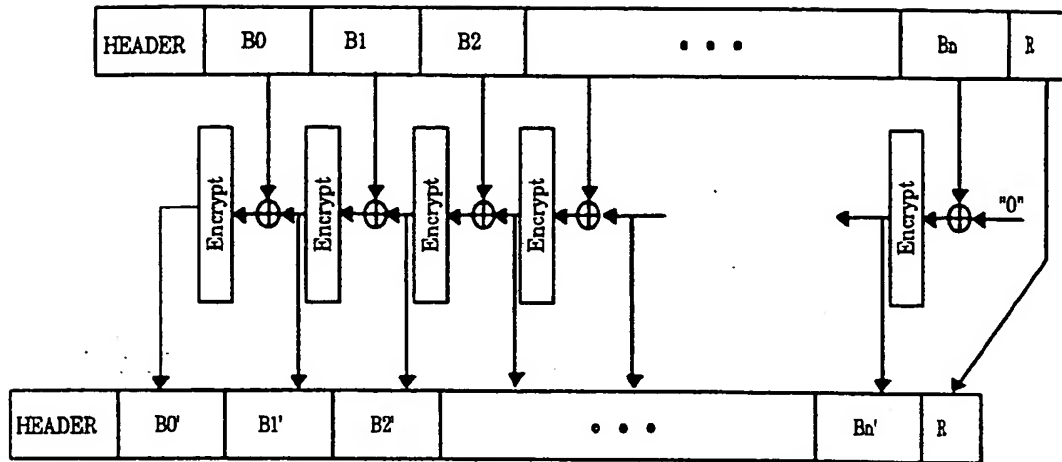 HEADER B0 B1 B2 • • • Bn R
Encrypt Encrypt Encrypt Encrypt Encrypt "0"
HEADER B0' B1' B2' • • • Bn' R